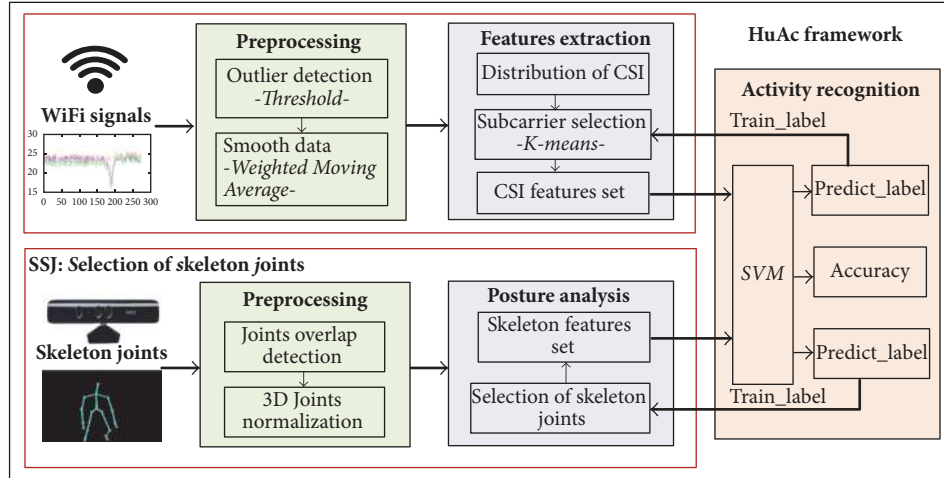 HuAc framework
WiFi signals
30
25
20
15
0 50 100 150 200 250 300
Preprocessing
Outlier detection
-Threshold-
Smooth data
-Weighted Moving
Average-
Features extraction
Distribution of CSI
Subcarrier selection
-K-means-
CSI features set
SSJ: Selection of skeleton joints
Skeleton joints
Preprocessing
Joints overlap
detection
3D Joints
normalization
Posture analysis
Skeleton features
set
Selection of skeleton
joints
Activity recognition
Train_label
Predict_label
SVM
Accuracy
Predict_label
Train_label